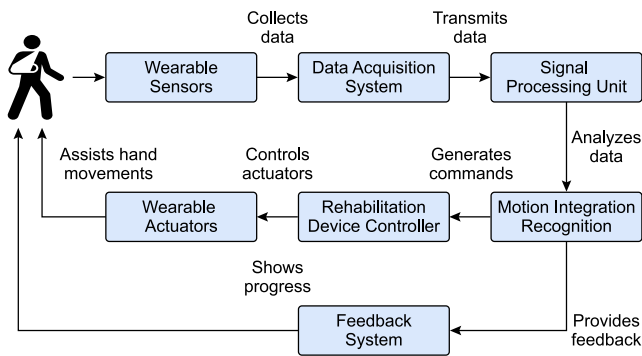 Collects
data
Transmits
data
Wearable
Sensors
Data Acquisition
System
Signal
Processing Unit
Analyzes
data
Assists hand
movements
Controls
actuators
Generates
commands
Wearable
Actuators
Rehabilitation
Device Controller
Motion Integration
Recognition
Shows
progress
Feedback
System
Provides
feedback